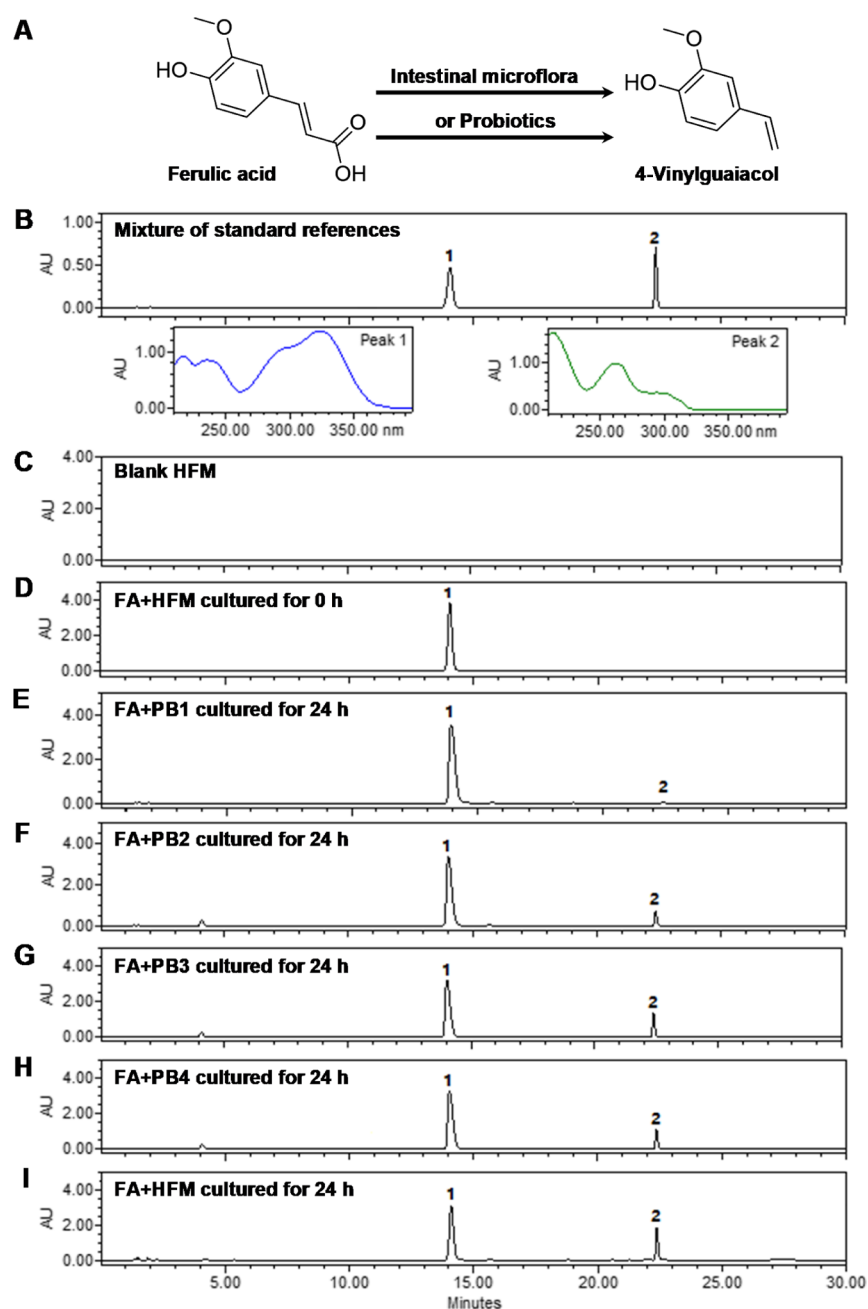 A
O
HO
O
OH
Ferulic acid
Intestinal microflora
or Probiotics
O
HO
4-Vinylguaiacol
B
Mixture of standard references
1
2
AU
1.00
0.50
0.00
Peak 1
AU
1.00
0.00
250.00 300.00 350.00 nm
Peak 2
AU
1.00
0.00
250.00 300.00 350.00 nm
C
Blank HFM
AU
4.00
2.00
0.00
D
FA+HFM cultured for 0 h
1
AU
4.00
2.00
0.00
E
FA+PB1 cultured for 24 h
1
2
AU
4.00
2.00
0.00
F
FA+PB2 cultured for 24 h
1
2
AU
4.00
2.00
0.00
G
FA+PB3 cultured for 24 h
1
2
AU
4.00
2.00
0.00
H
FA+PB4 cultured for 24 h
1
2
AU
4.00
2.00
0.00
I
FA+HFM cultured for 24 h
1
2
AU
4.00
2.00
0.00
5.00 10.00 15.00 20.00 25.00 30.00
Minutes